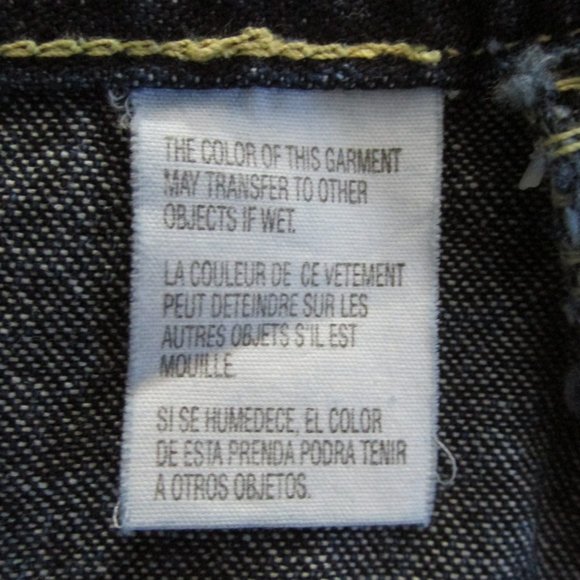 THE COLOR OF THIS GARMENT
MAY TRANSFER TO OTHER
OBJECTS IF WET.
LA COULEUR DE CE VETEMENT
PEUT DETEINDRE SUR LES
AUTRES OBJETS S'IL EST
MOUILLE
SI SE HUMEDECE, EL COLOR
DE ESTA PRENDA PODRA TENIR
A OTROS OBJETOS.